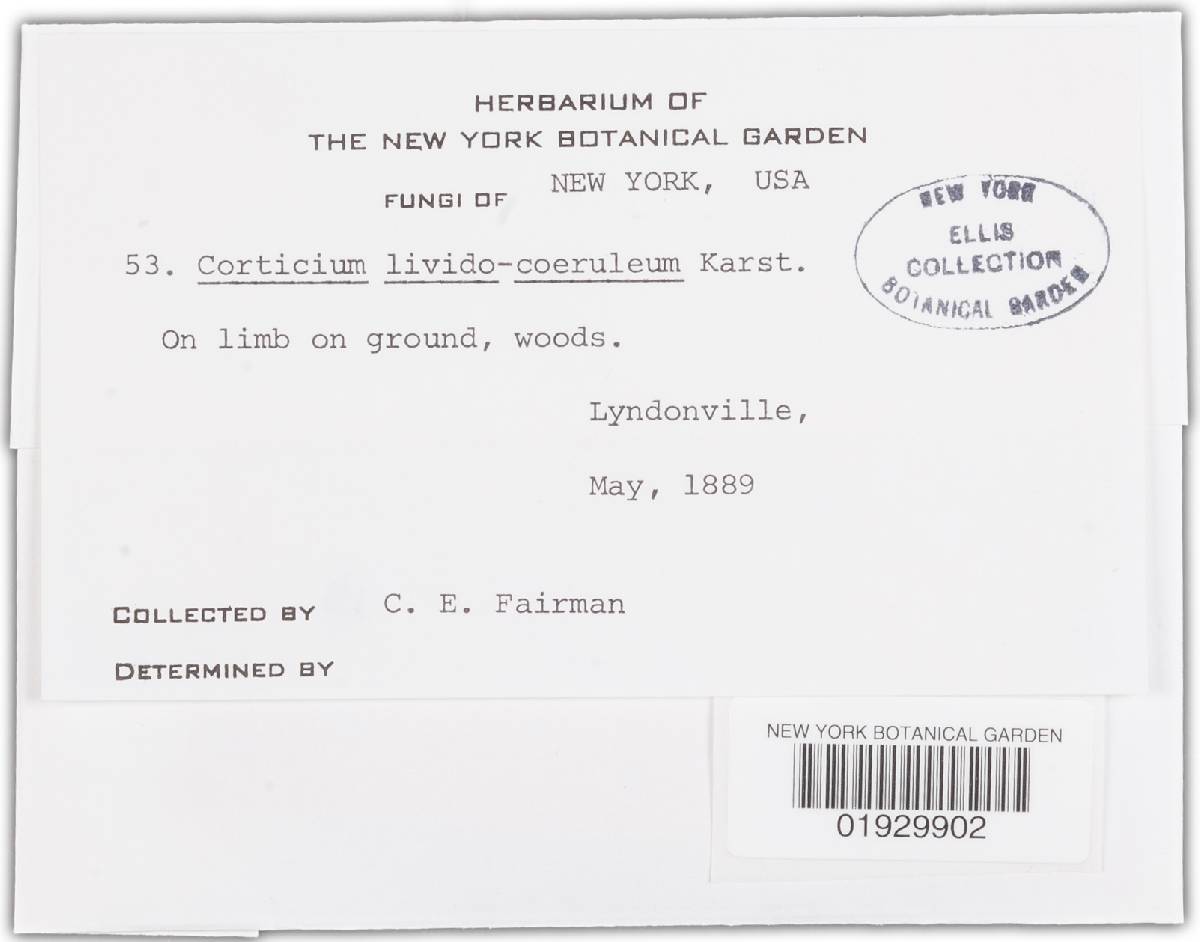 HERBARIUM OF
THE NEW YORK BOTANICAL GARDEN
FUNGI OF NEW YORK, USA
NEW YORK
ELLIS
COLLECTION
BOTANICAL GARDEN
53. Corticium livido-coeruleum Karst.
On limb on ground, woods.
Lyndonville,
May, 1889
COLLECTED BY C. E. Fairman
DETERMINED BY
NEW YORK BOTANICAL GARDEN
01929902